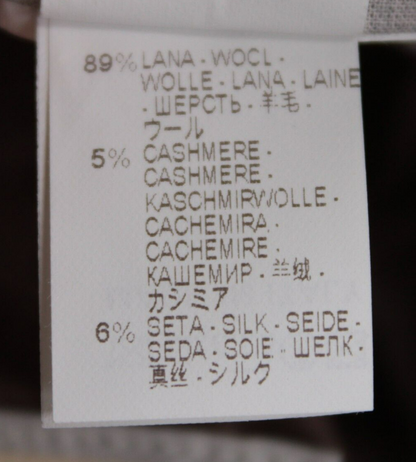 89% LANA - WOOL -
WOLLE - LANA - LAINE
- ШЕРСТЬ - 羊毛 -
ウール
5% CASHMERE -
CASHMERE -
KASCHMIRWOLLE -
CACHEMIRA -
CACHEMIRE -
КАШЕМИР - 兰绒 -
カシミア
6% SETA - SILK - SEIDE -
SEDA - SOIE - ШЕЛК -
真丝 - シルク